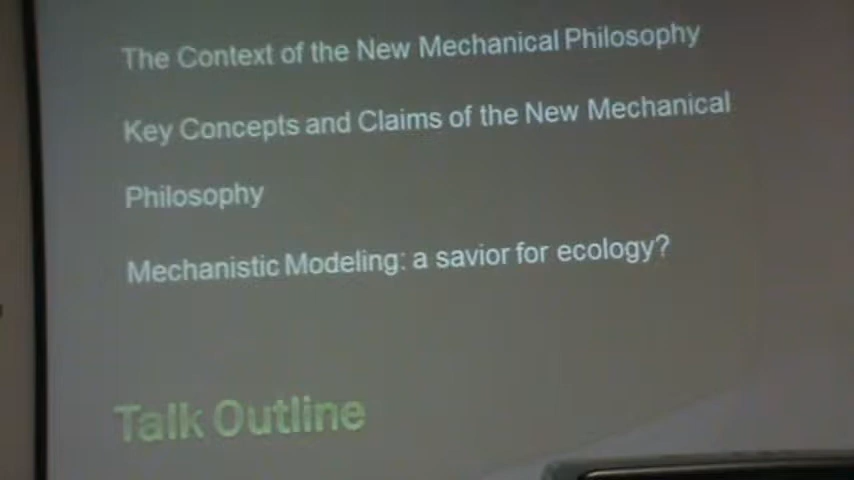 The Context of the New Mechanical Philosophy
Key Concepts and Claims of the New Mechanical
Philosophy
Mechanistic Modeling: a savior for ecology?
Talk Outline